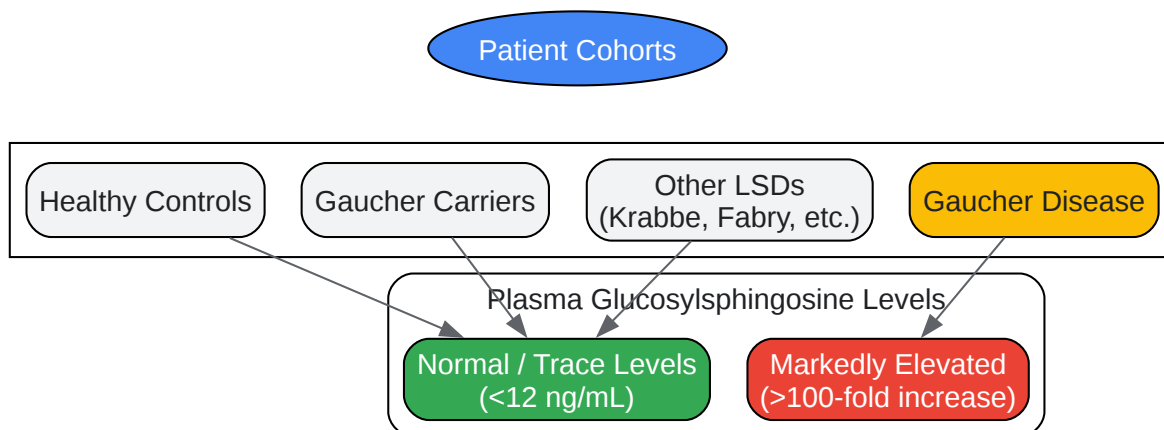 Patient Cohorts
Healthy Controls
Gaucher Carriers
Other LSDs
(Krabbe, Fabry, etc.)
Gaucher Disease
Plasma Glucosylsphingosine Levels
Normal / Trace Levels
(<12 ng/mL)
Markedly Elevated
(>100-fold increase)